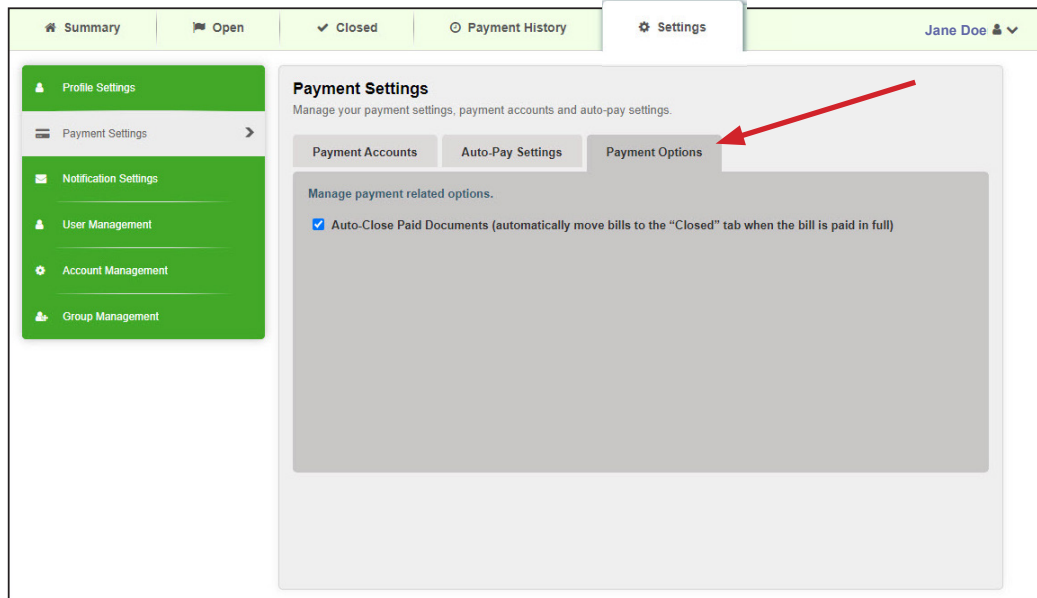 Summary
Open
Closed
Payment History
Settings
Jane Doe
Profile Settings
Payment Settings
Notification Settings
User Management
Account Management
Group Management
Payment Settings
Manage your payment settings, payment accounts and auto-pay settings.
Payment Accounts
Auto-Pay Settings
Payment Options
Manage payment related options.
Auto-Close Paid Documents (automatically move bills to the “Closed” tab when the bill is paid in full)